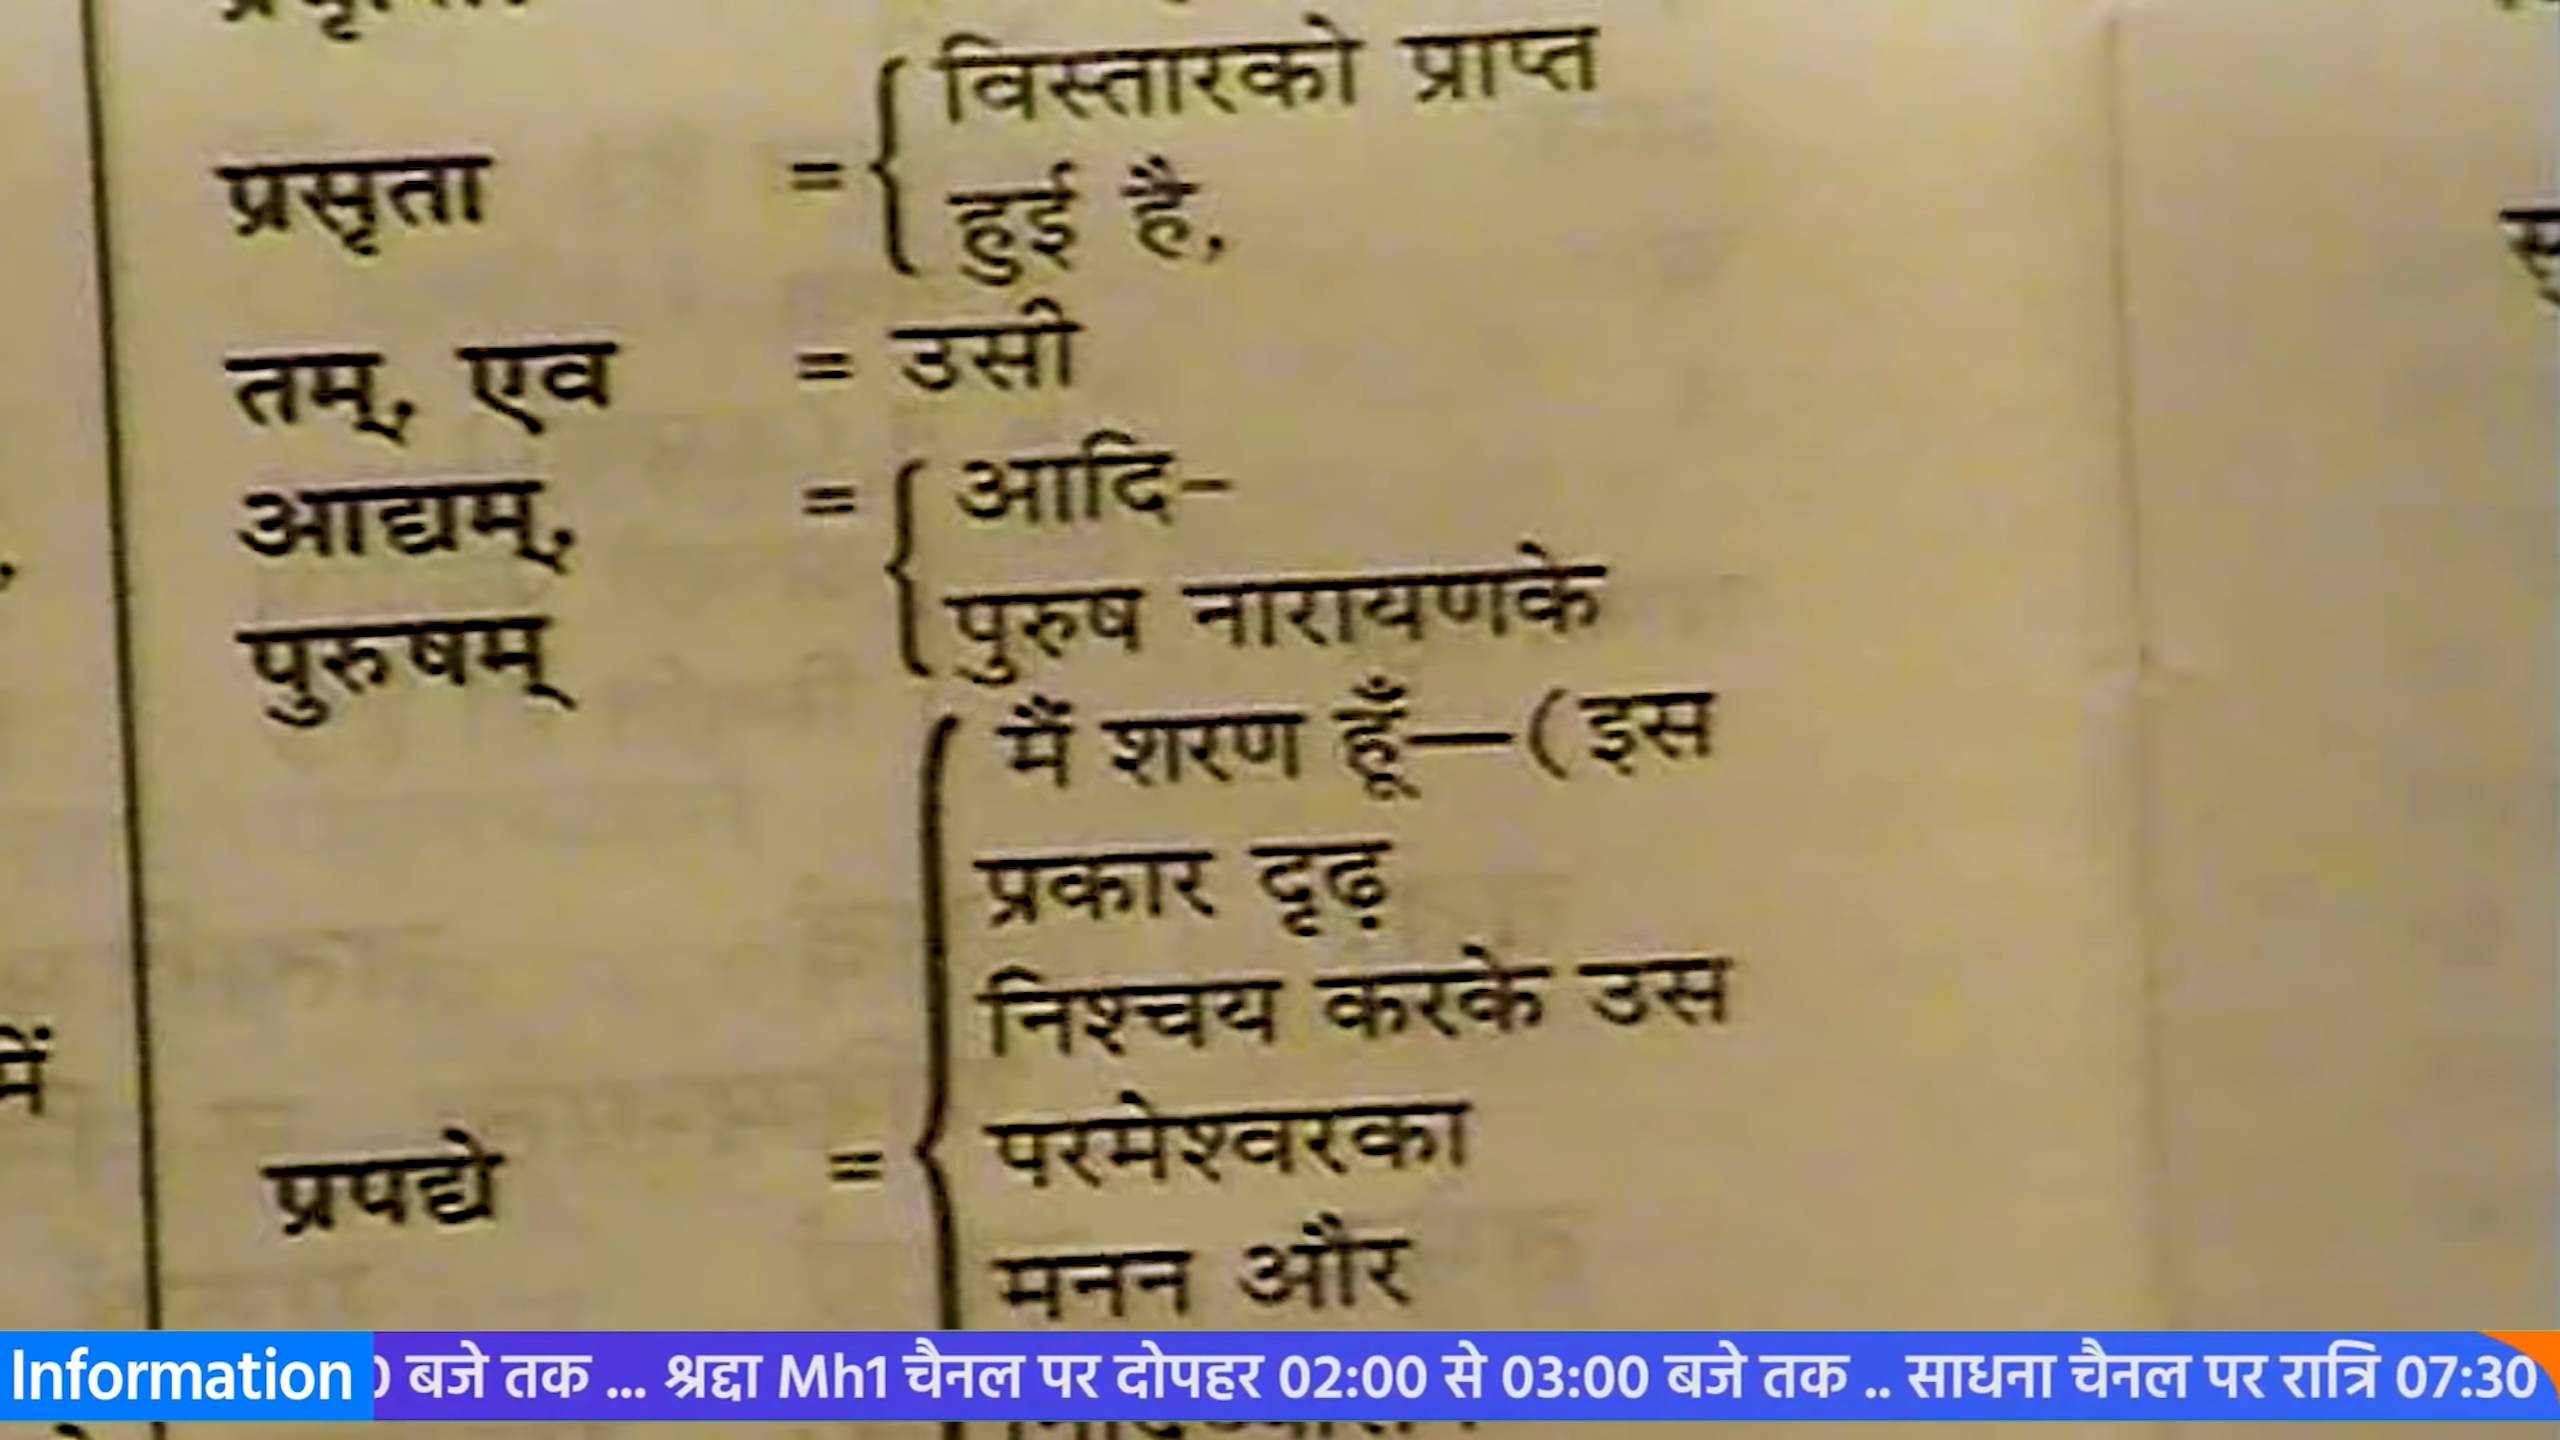 विस्तारको प्राप्त
प्रसृता = हुई है,
तम्, एव = उसी
आद्यम्, = आदि-
पुरुषम् पुरुष नारायणके
मैं शरण हूँ—(इस
प्रकार दृढ़
निश्चय करके उस
परमेश्वरका
प्रपद्ये =
मनन और
Information
0 बजे तक ... श्रद्दा Mh1 चैनल पर दोपहर 02:00 से 03:00 बजे तक .. साधना चैनल पर रात्रि 07:30
में